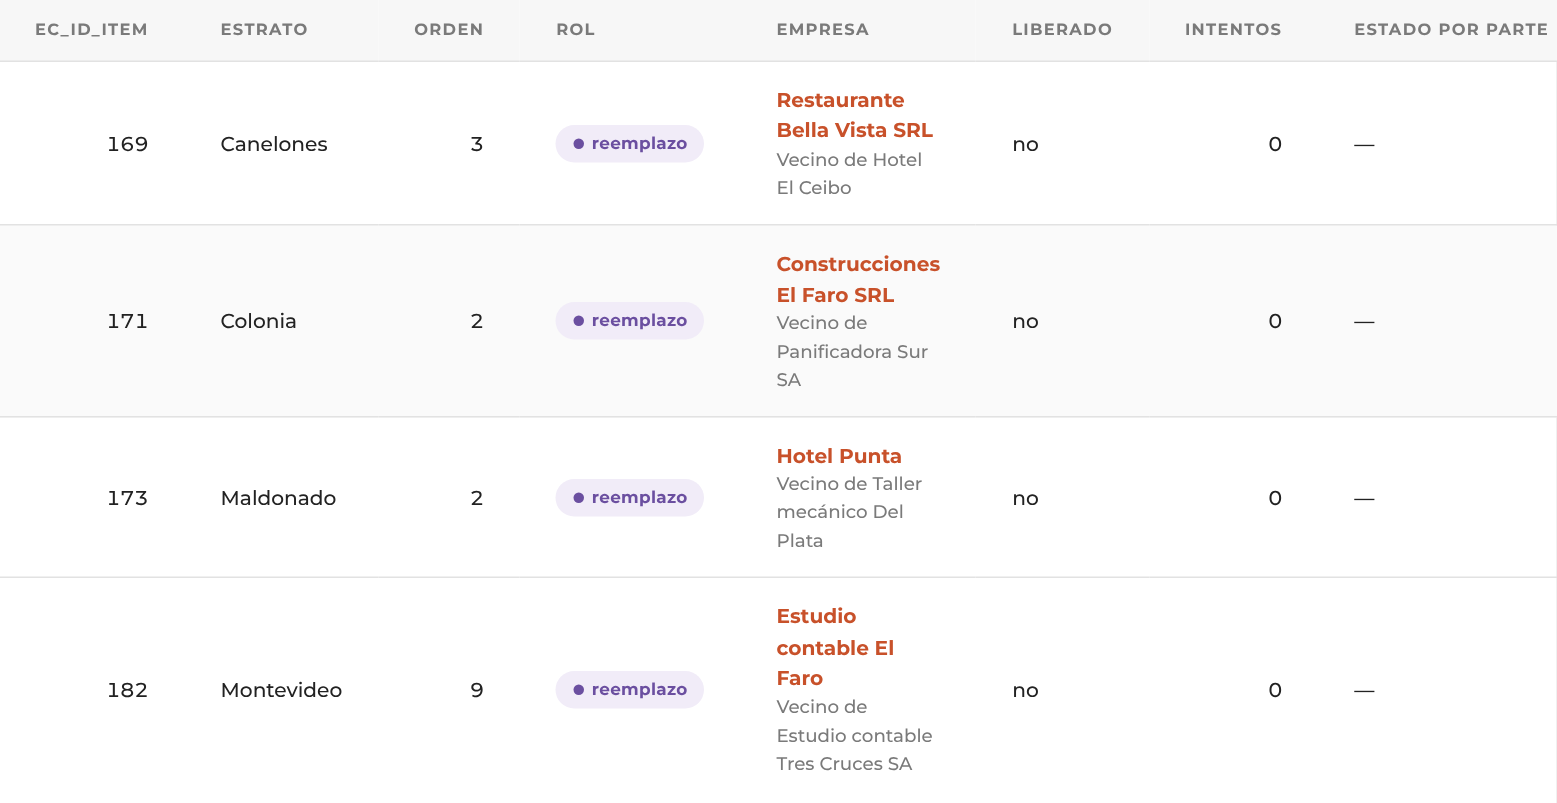 EC_ID_ITEM ESTRATO ORDEN ROL EMPRESA LIBERADO INTENTOS ESTADO POR PARTE
169 Canelones 3 reemplazo Restaurante Bella Vista SRL no 0 —
Vecino de Hotel
El Ceibo
171 Colonia 2 reemplazo Construcciones El Faro SRL no 0 —
Vecino de
Panificadora Sur
SA
173 Maldonado 2 reemplazo Hotel Punta no 0 —
Vecino de Taller
mecánico Del
Plata
182 Montevideo 9 reemplazo Estudio contable El Faro no 0 —
Vecino de
Estudio contable
Tres Cruces SA